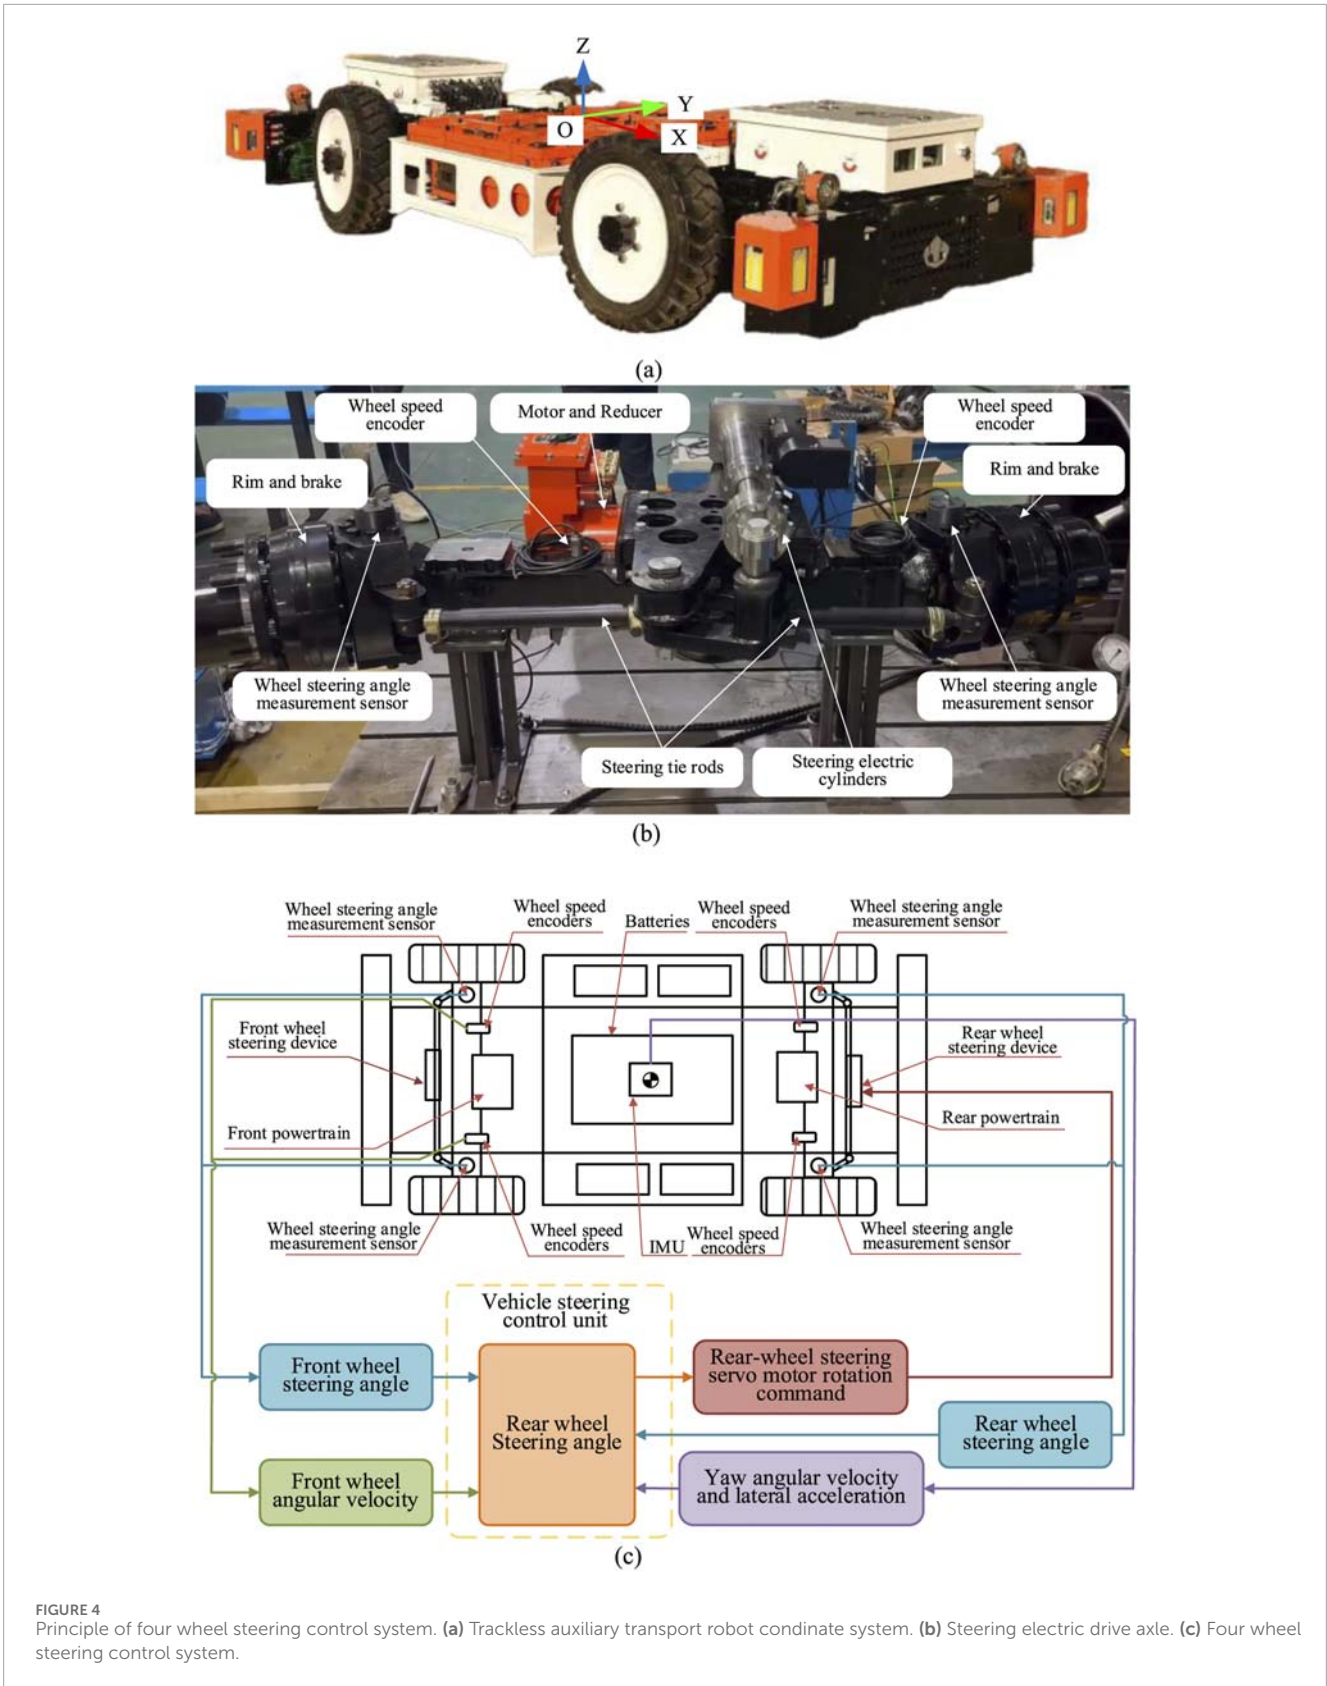 Z
Y
O
X
(a)
Wheel speed
encoder
Motor and Reducer
Wheel speed
encoder
Rim and brake
Rim and brake
Wheel steering angle
measurement sensor
Wheel steering angle
measurement sensor
Steering tie rods
Steering electric
cylinders
(b)
Wheel steering angle
measurement sensor
Wheel speed
encoders
Batteries
Wheel speed
encoders
Wheel steering angle
measurement sensor
Front wheel
steering device
Rear wheel
steering device
Front powertrain
Rear powertrain
Wheel steering angle
measurement sensor
Wheel speed
encoders
IMU
Wheel speed
encoders
Wheel steering angle
measurement sensor
Vehicle steering
control unit
Front wheel
steering angle
Rear wheel
Steering angle
Rear-wheel steering
servo motor rotation
command
Rear wheel
steering angle
Front wheel
angular velocity
Yaw angular velocity
and lateral acceleration
(c)
FIGURE 4
Principle of four wheel steering control system. (a) Trackless auxiliary transport robot condinate system. (b) Steering electric drive axle. (c) Four wheel
steering control system.